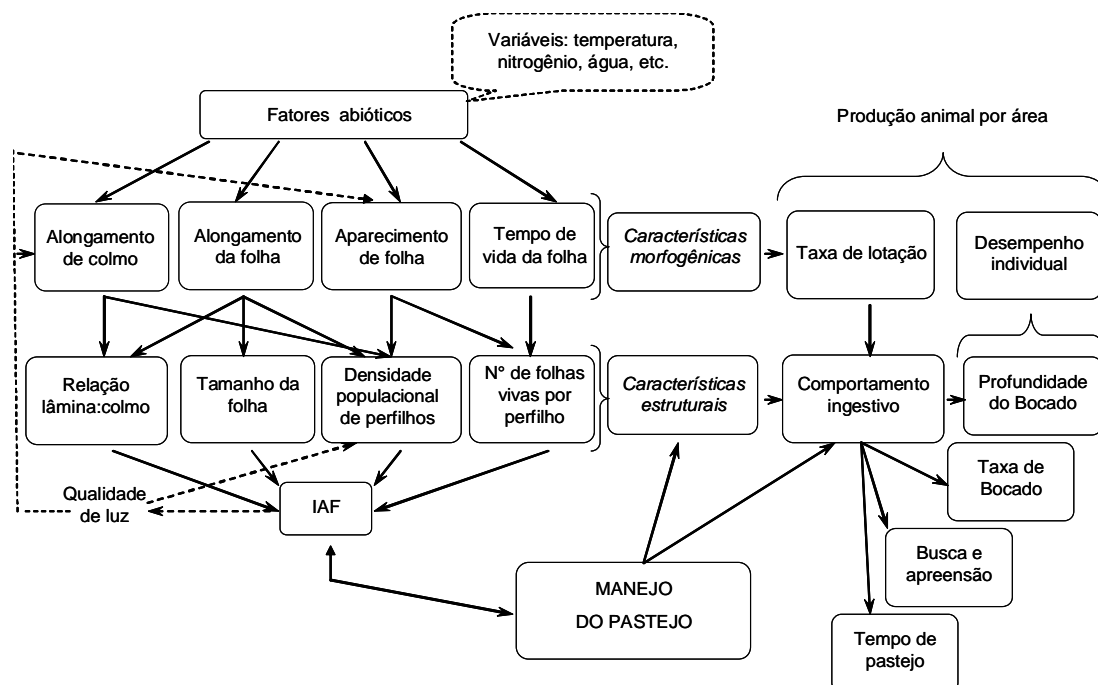 Variáveis: temperatura,
nitrogênio, água, etc.
Fatores abióticos
Produção animal por área
Alongamento
de colmo
Alongamento
da folha
Aparecimento
de folha
Tempo de
vida da folha
Características
morfogênicas
Taxa de lotação
Desempenho
individual
Relação
lâmina:colmo
Tamanho da
folha
Densidade
populacional
de perfilhos
N° de folhas
vivas por
perfilho
Características
estruturais
Comportamento
ingestivo
Profundidade
do Bocado
Qualidade
de luz
IAF
Taxa de
Bocado
Busca e
apreensão
MANEJO
DO PASTEJO
Tempo de
pastejo